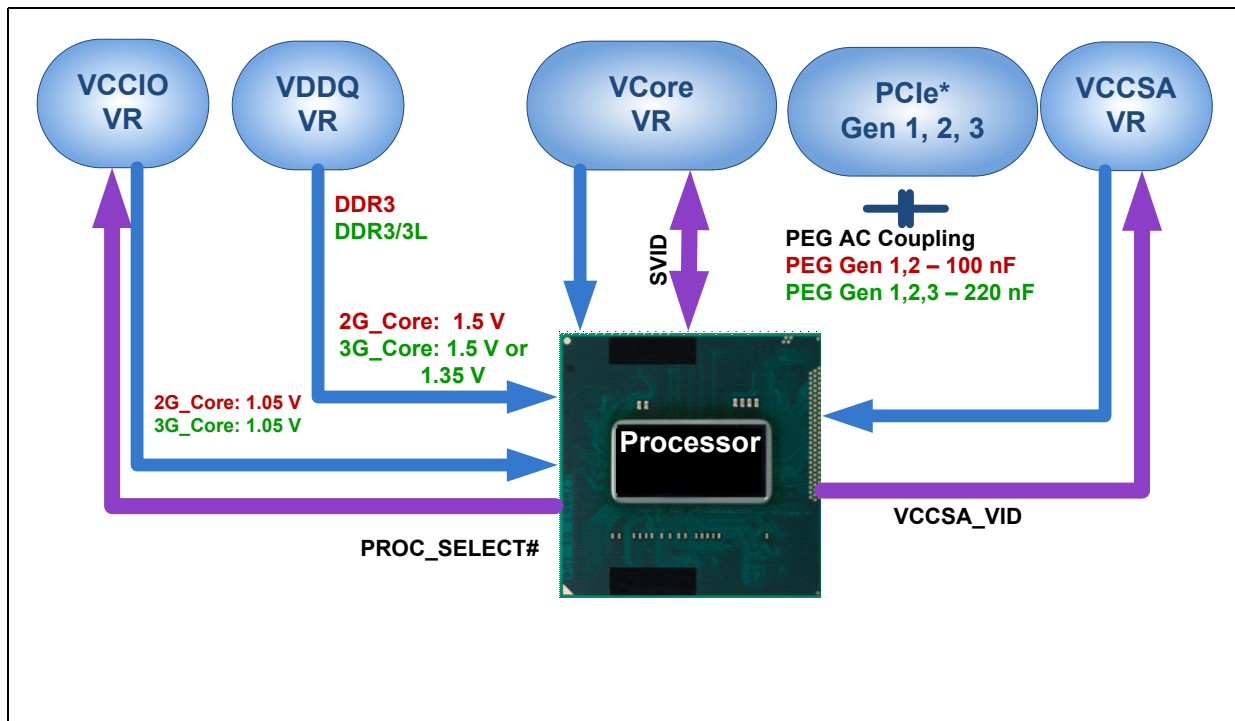 VCCIO
VR
VDDQ
VR
VCore
VR
PCIe*
Gen 1, 2, 3
VCCSA
VR
DDR3
DDR3/3L
SVID
PEG AC Coupling
PEG Gen 1,2 – 100 nF
PEG Gen 1,2,3 – 220 nF
2G_Core: 1.5 V
3G_Core: 1.5 V or
1.35 V
2G_Core: 1.05 V
3G_Core: 1.05 V
Processor
PROC_SELECT#
VCCSA_VID